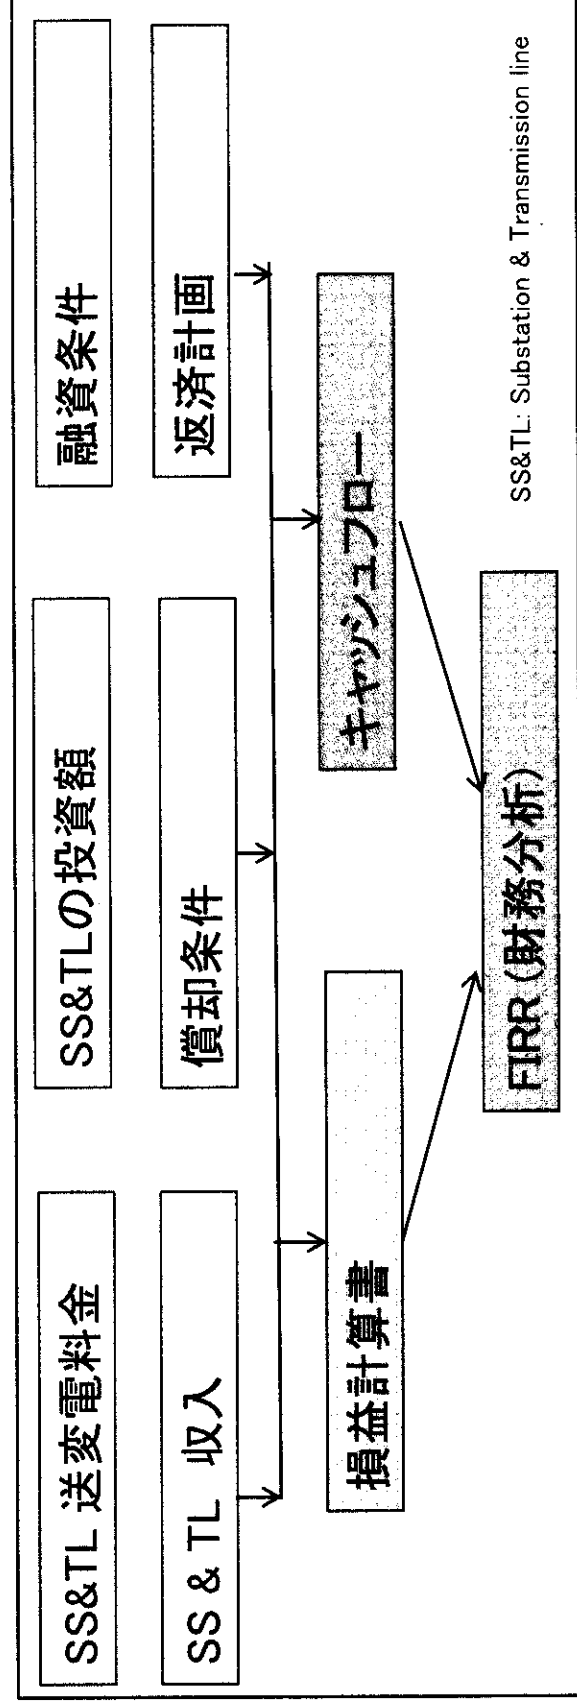 SS&TL 送変電料金
SS&TLの投資額
融資条件
SS & TL 収入
償却条件
返済計画
損益計算書
キャッシュフロー
FIRR (財務分析)
SS&TL: Substation & Transmission line